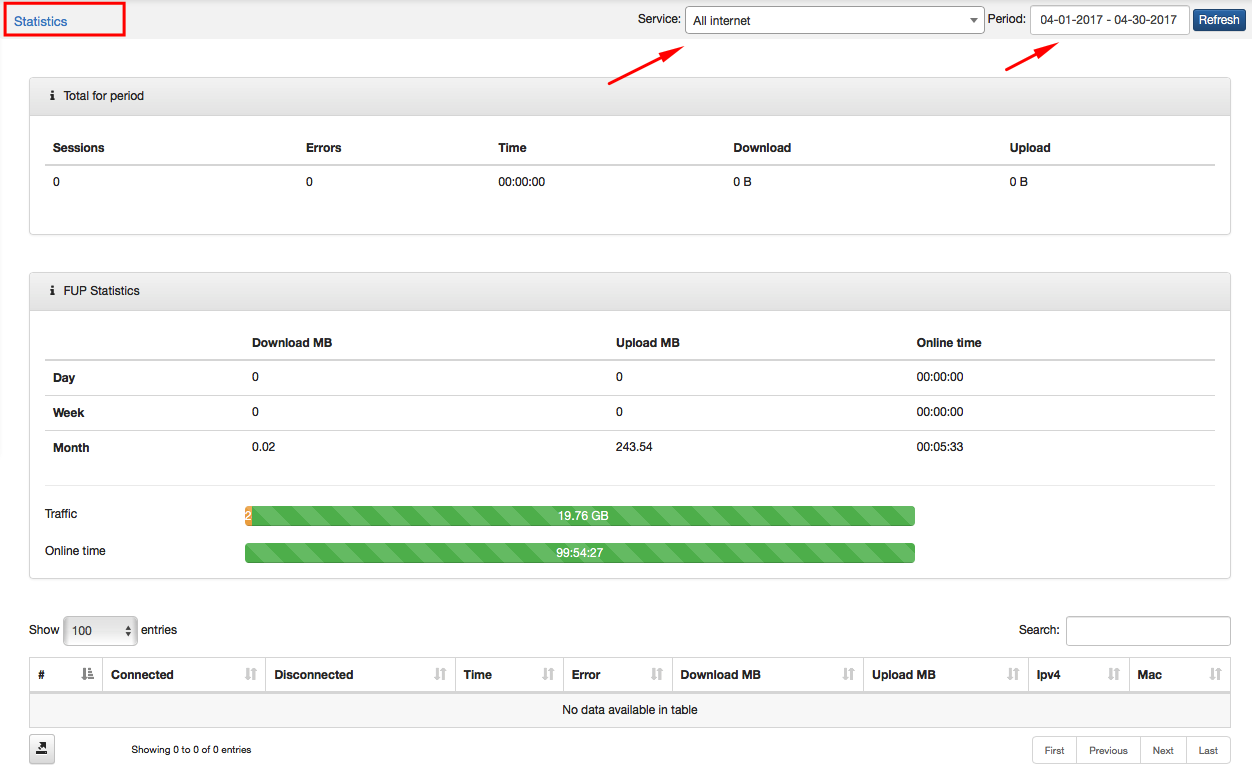 Statistics Service: All internet Period: 04-01-2017 - 04-30-2017 Refresh
Total for period
Sessions Errors Time Download Upload
0 0 00:00:00 0 B 0 B
FUP Statistics
Download MB Upload MB Online time
Day 0 0 00:00:00
Week 0 0 00:00:00
Month 0.02 243.54 00:05:33
Traffic 2 19.76 GB
Online time 99:54:27
Show 100 entries Search:
# Connected Disconnected Time Error Download MB Upload MB Ipv4 Mac
No data available in table
Showing 0 to 0 of 0 entries First Previous Next Last